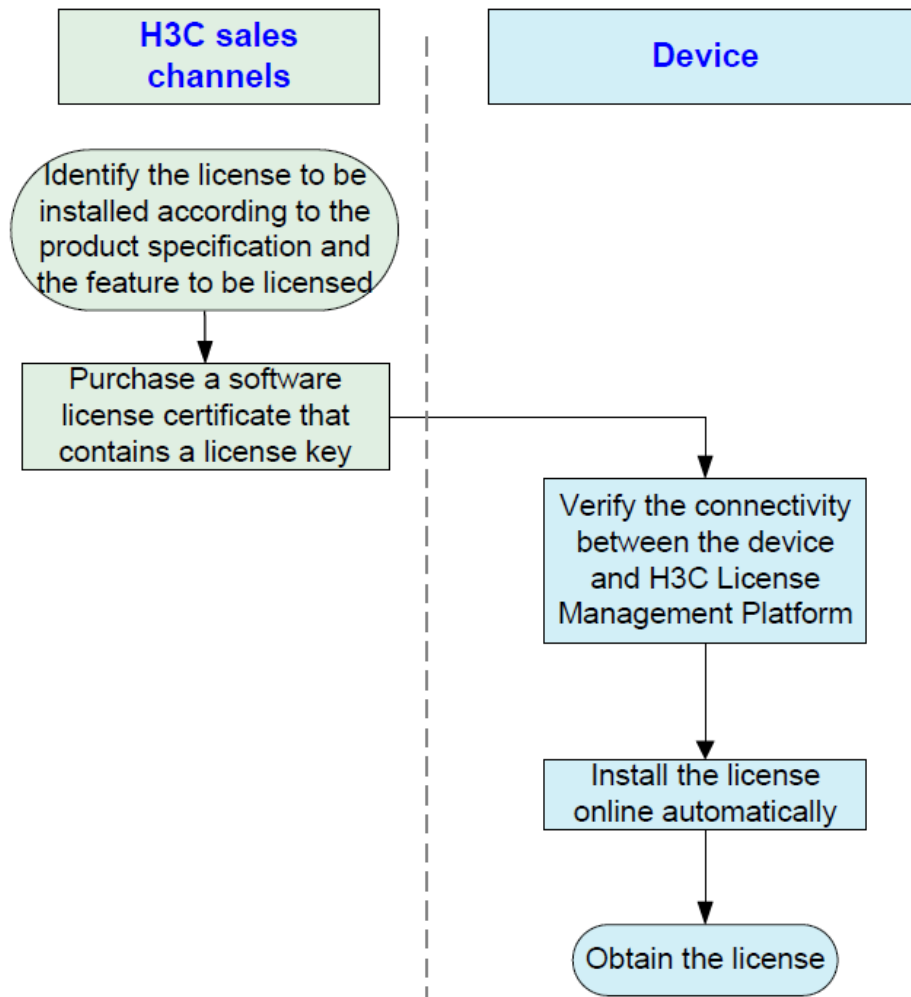 H3C sales
channels
Device
Identify the license to be
installed according to the
product specification and
the feature to be licensed
Purchase a software
license certificate that
contains a license key
Verify the connectivity
between the device
and H3C License
Management Platform
Install the license
online automatically
Obtain the license